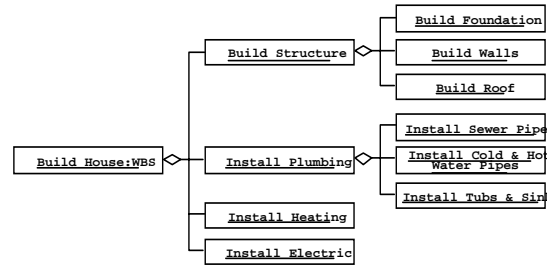 Build Foundation
Build Structure
Build Walls
Build Roof
Install Sewer Pipe
Build House:WBS
Install Plumbing
Install Cold & Hot
Water Pipes
Install Tubs & Sink
Install Heating
Install Electric